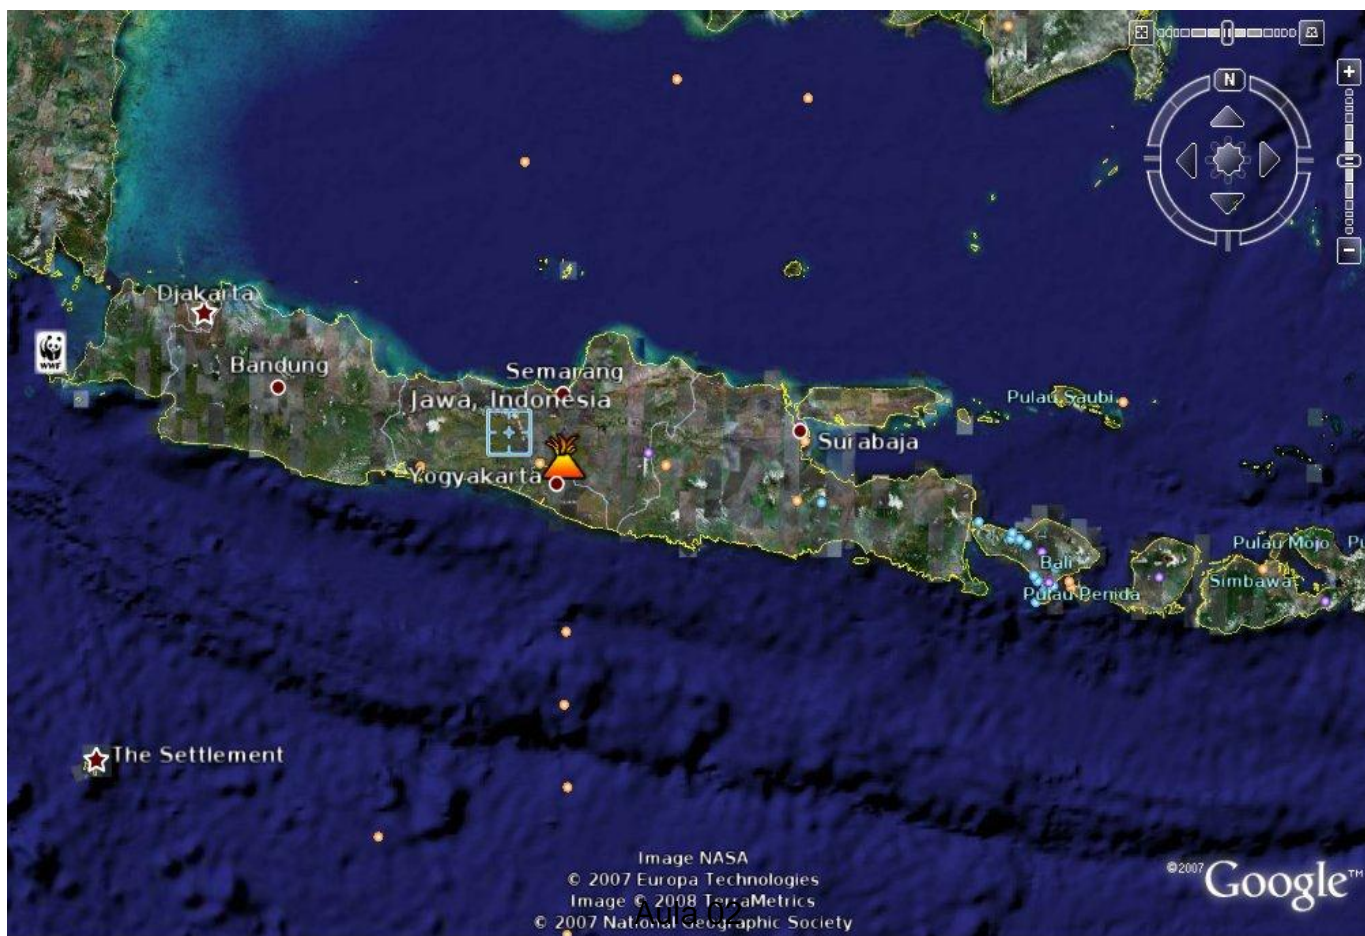 N
Djakarta
WWF
Bandung
Semarang
Jawa, Indonesia
Pulau Saubi
Surabaja
Yogyakarta
Pulau Mojo
Pu
Bali
Simbawa
Pulau Penida
The Settlement
Image NASA
© 2007 Europa Technologies
Image © 2008 TerraMetrics
© 2007 National Geographic Society
Aula 02
©2007 Google™